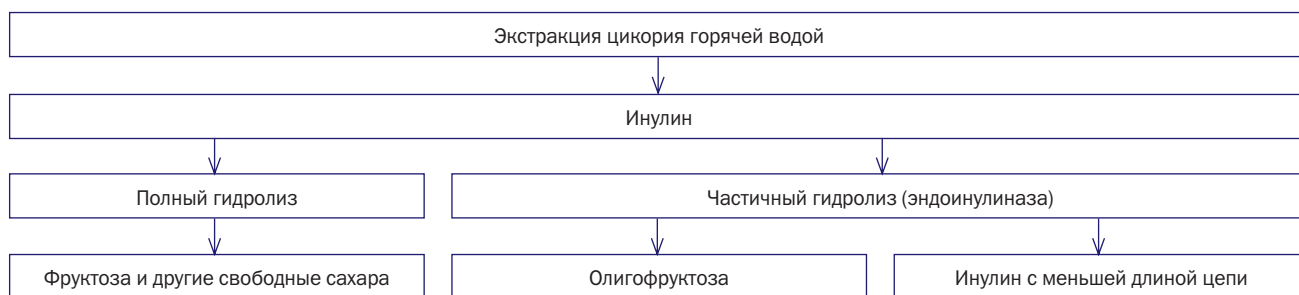 Экстракция цикория горячей водой
Инулин
Полный гидролиз
Частичный гидролиз (эндоинулиназа)
Фруктоза и другие свободные сахара
Олигофруктоза
Инулин с меньшей длиной цепи